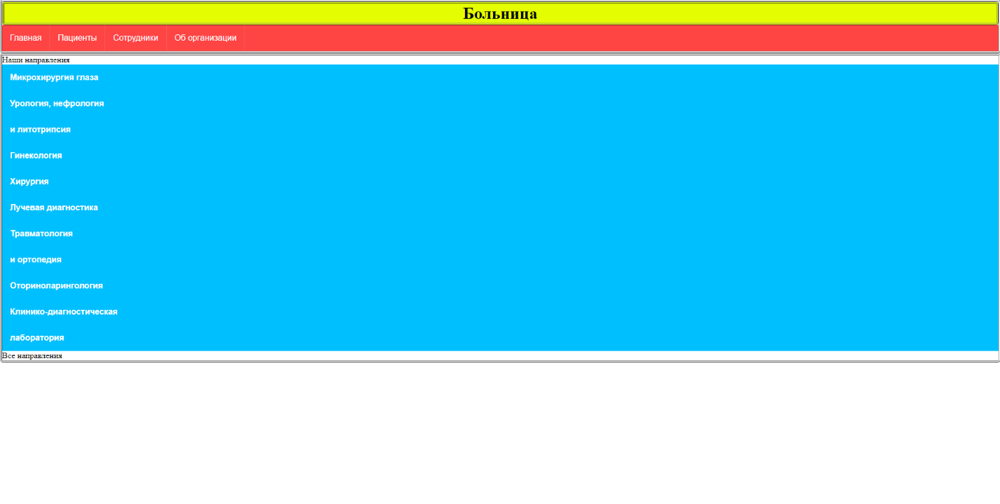 Больница
Главная Пациенты Сотрудники Об организации
Наши направления
Микрохирургия глаза
Урология, нефрология
и литотрипсия
Гинекология
Хирургия
Лучевая диагностика
Травматология
и ортопедия
Оториноларингология
Клинико-диагностическая
лаборатория
Все направления